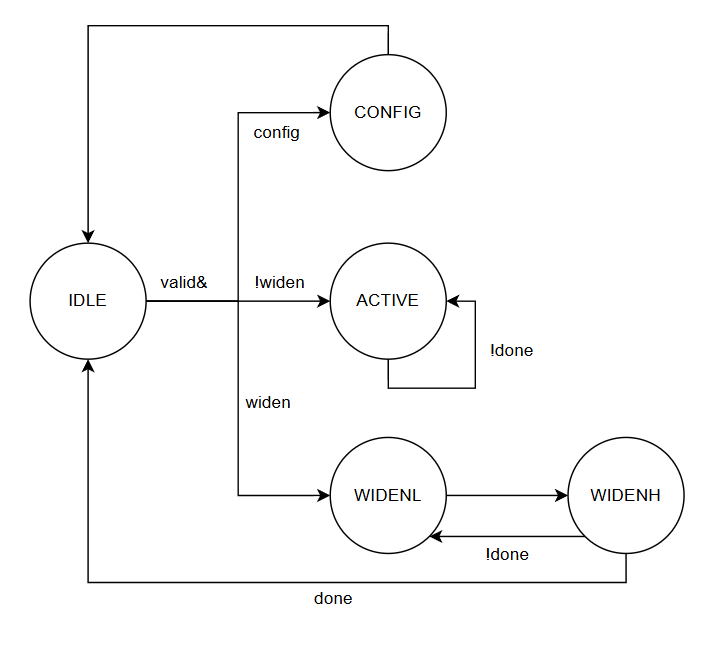 CONFIG
config
IDLE
valid&
!widen
ACTIVE
!done
widen
WIDENL
WIDENH
!done
done